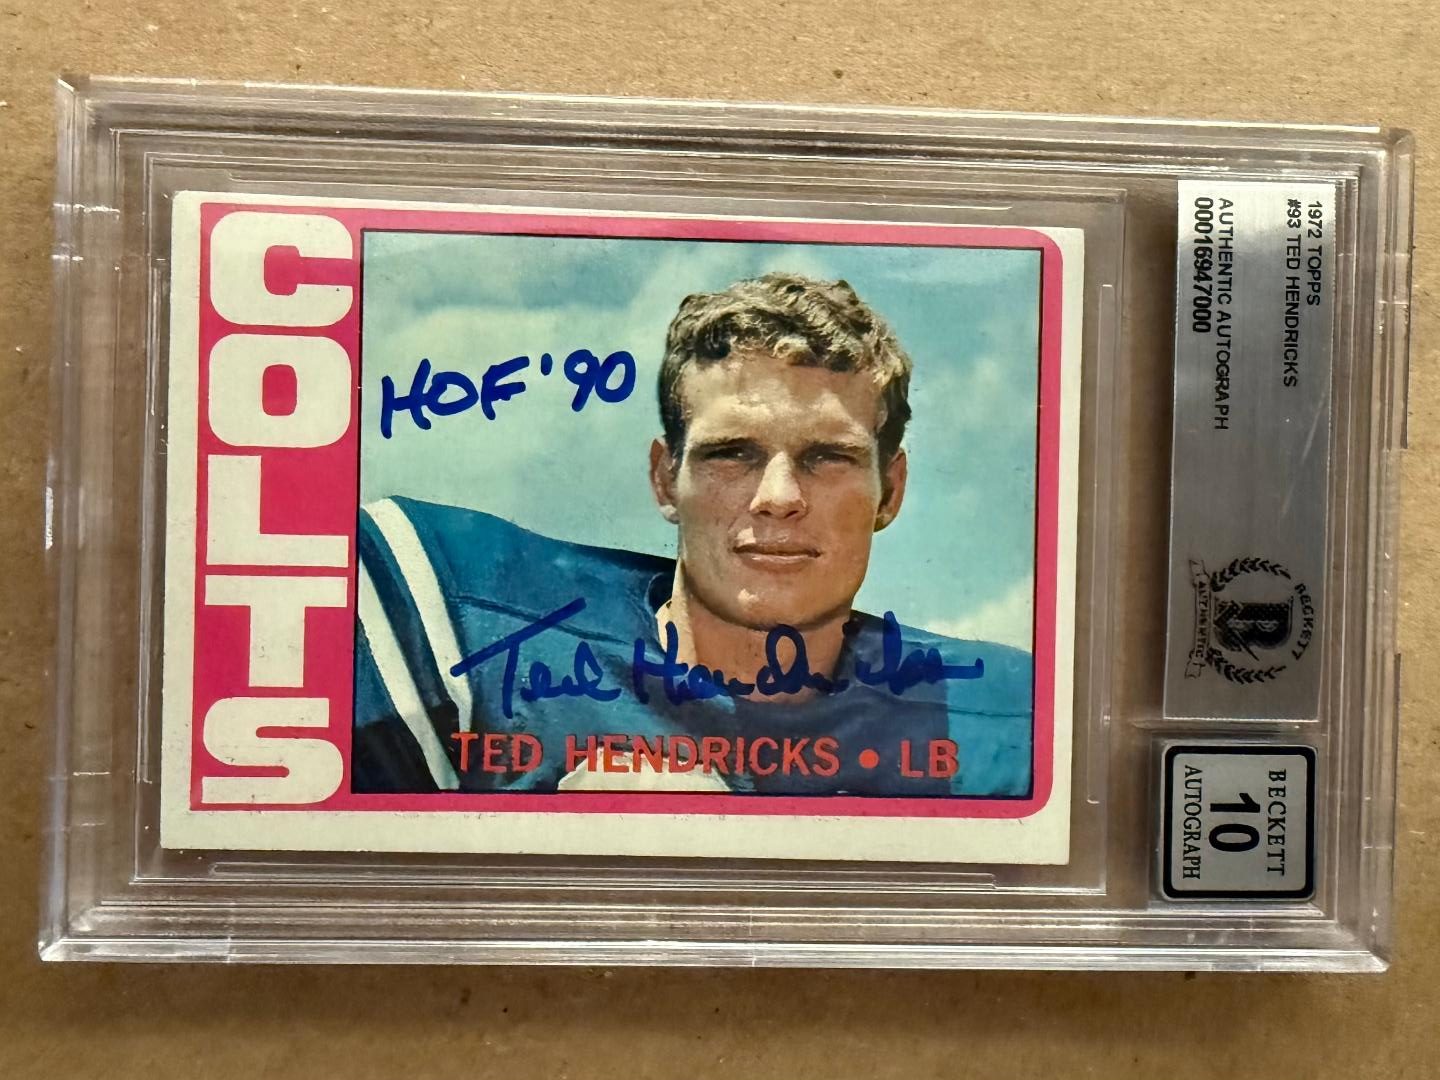 COLTS
HOF '90
Ted Hendricks
TED HENDRICKS • LB
1972 TOPPS
#93 TED HENDRICKS
AUTHENTIC AUTOGRAPH
00016947000
BECKETT
AUTHENTIC
B
BECKETT
10
AUTOGRAPH